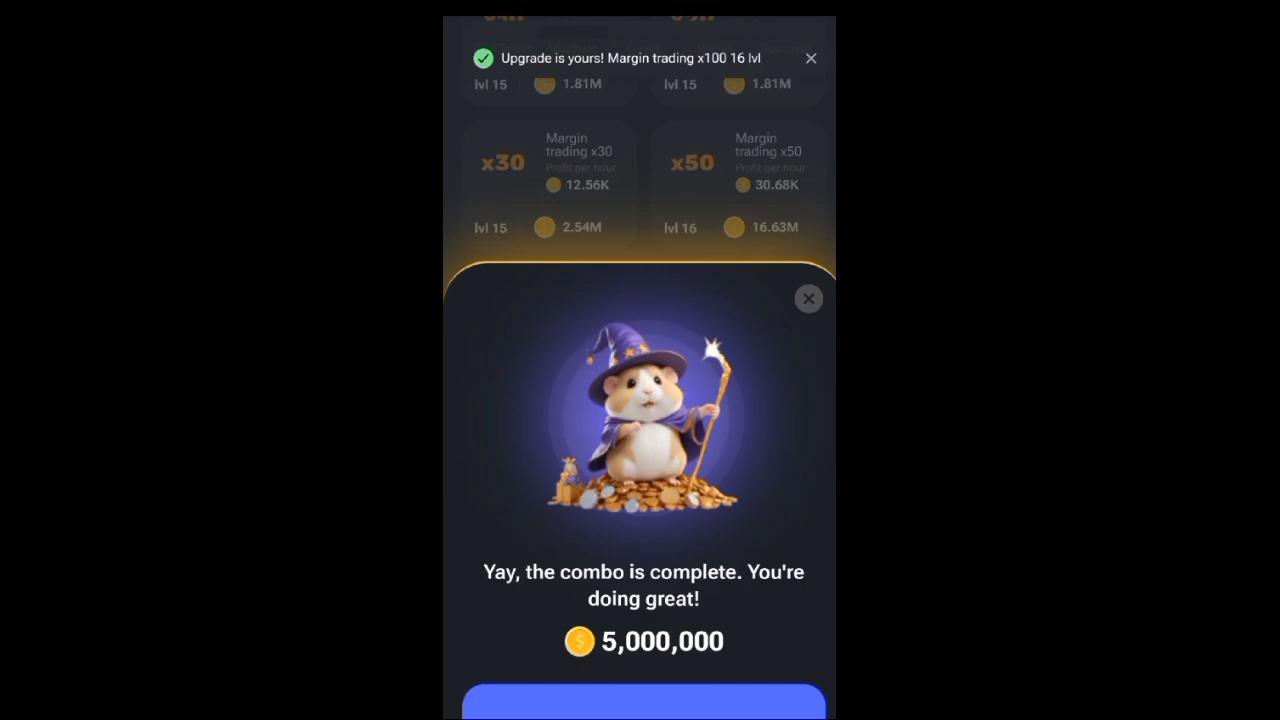 Upgrade is yours! Margin trading x100 16 lvl
lvl 15 1.81M
lvl 15 1.81M
x30
Margin
trading x30
Profit per hour
12.56K
lvl 15 2.54M
x50
Margin
trading x50
Profit per hour
30.68K
lvl 16 16.63M
Yay, the combo is complete. You're
doing great!
5,000,000